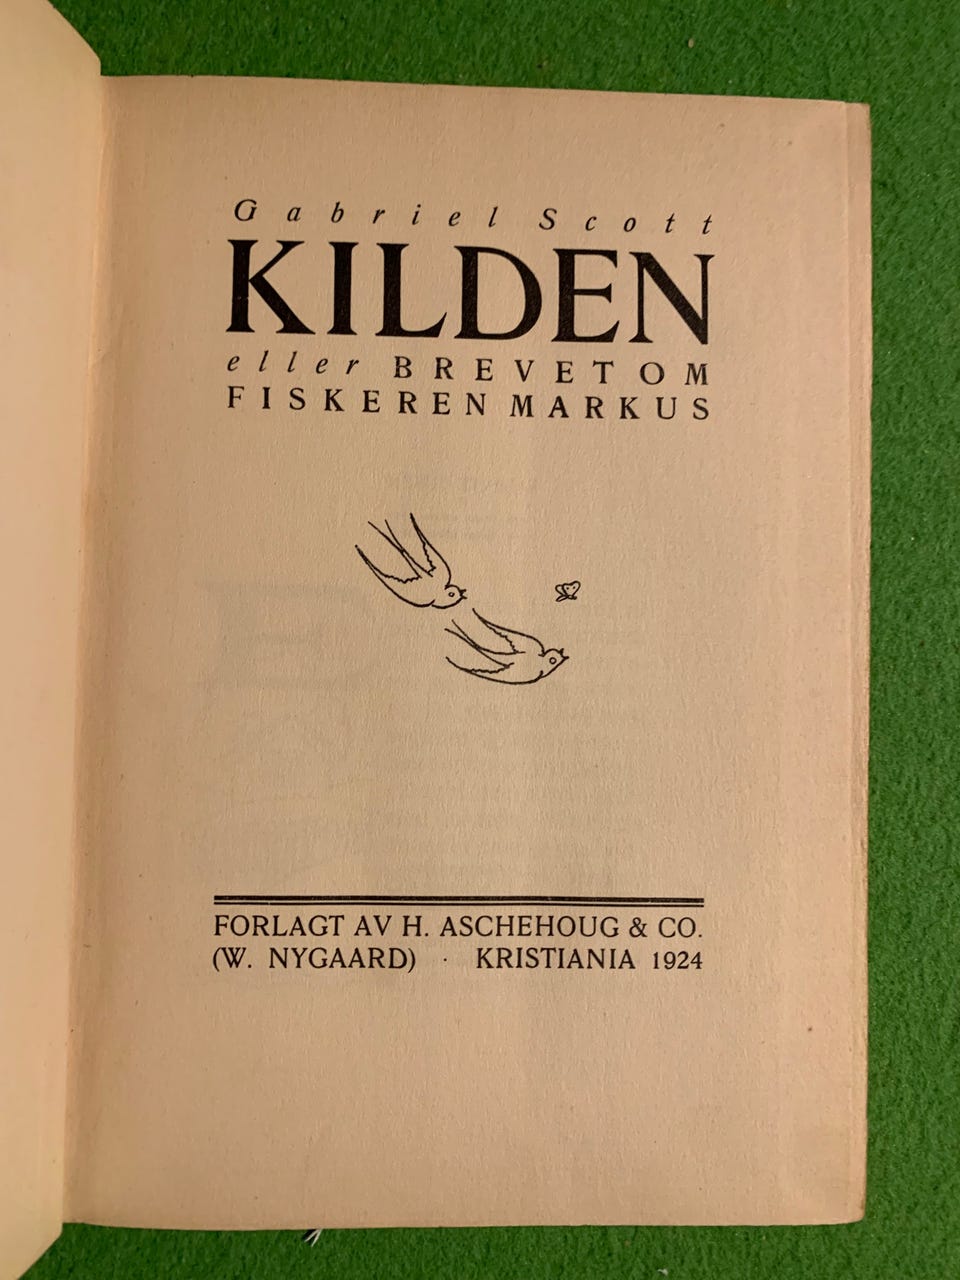 Gabriel Scott
KILDEN
eller BREVET OM
FISKEREN MARKUS
FORLAGT AV H. ASCHEHOUG & CO.
(W. NYGAARD) · KRISTIANIA 1924